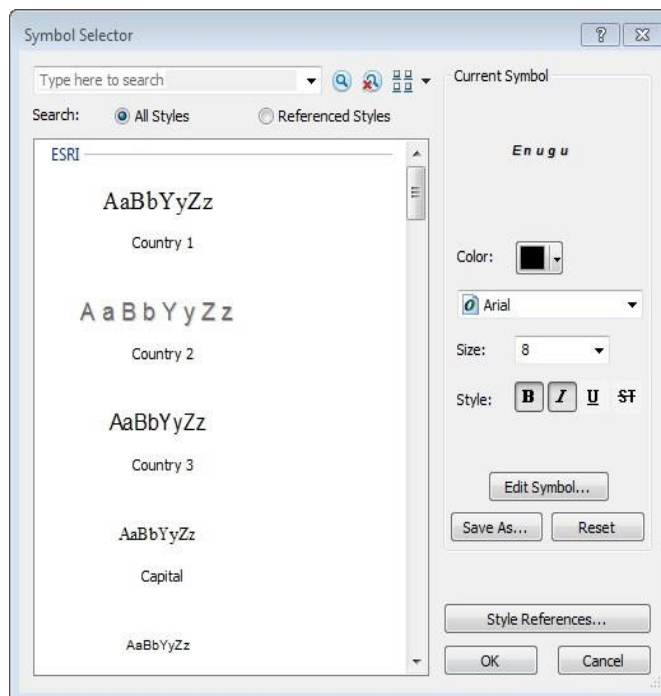 Symbol Selector
Type here to search
Search: All Styles Referenced Styles
ESRI
AaBbYyZz
Country 1
AaBbYyZz
Country 2
AaBbYyZz
Country 3
AaBbYyZz
Capital
AaBbYyZz
Current Symbol
Enugu
Color:
Arial
Size: 8
Style: B I U ST
Edit Symbol...
Save As... Reset
Style References...
OK Cancel